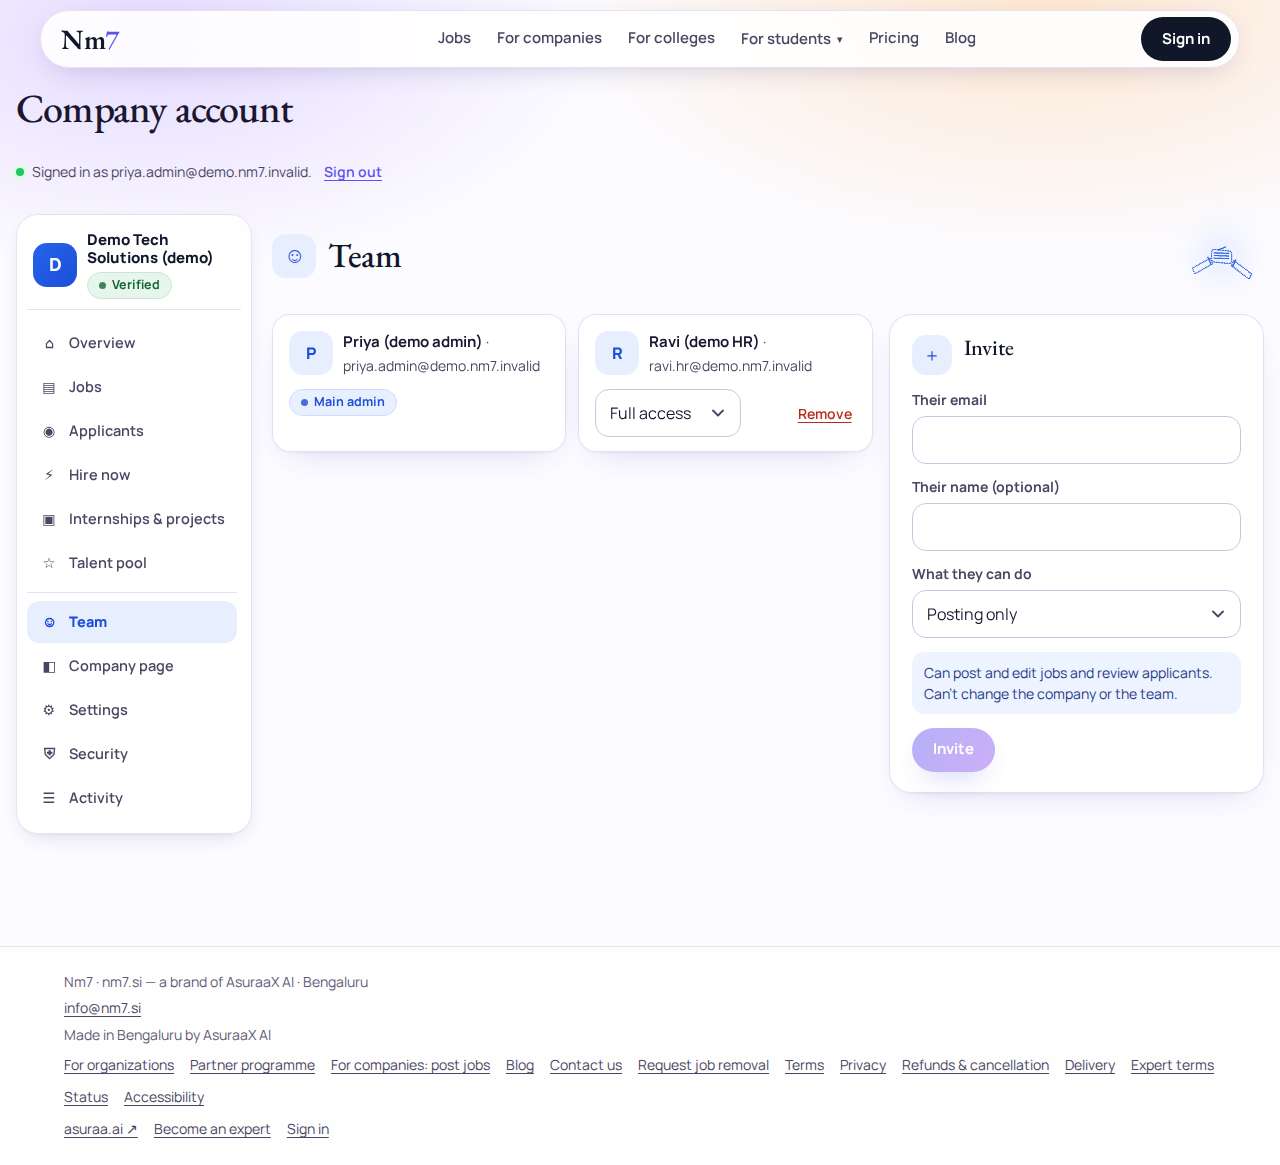 Nm7
Jobs
For companies
For colleges
For students ▾
Pricing
Blog
Sign in
Company account
Signed in as priya.admin@demo.nm7.invalid. Sign out
D
Demo Tech
Solutions (demo)
Verified
Overview
Jobs
Applicants
Hire now
Internships & projects
Talent pool
Team
Company page
Settings
Security
Activity
Team
P
Priya (demo admin) ·
priya.admin@demo.nm7.invalid
Main admin
R
Ravi (demo HR) ·
ravi.hr@demo.nm7.invalid
Full access
Remove
+
Invite
Their email
Their name (optional)
What they can do
Posting only
Can post and edit jobs and review applicants.
Can't change the company or the team.
Invite
Nm7 · nm7.si — a brand of AsuraaX AI · Bengaluru
info@nm7.si
Made in Bengaluru by AsuraaX AI
For organizations Partner programme For companies: post jobs Blog Contact us Request job removal Terms Privacy Refunds & cancellation Delivery Expert terms
Status Accessibility
asuraa.ai ↗ Become an expert Sign in